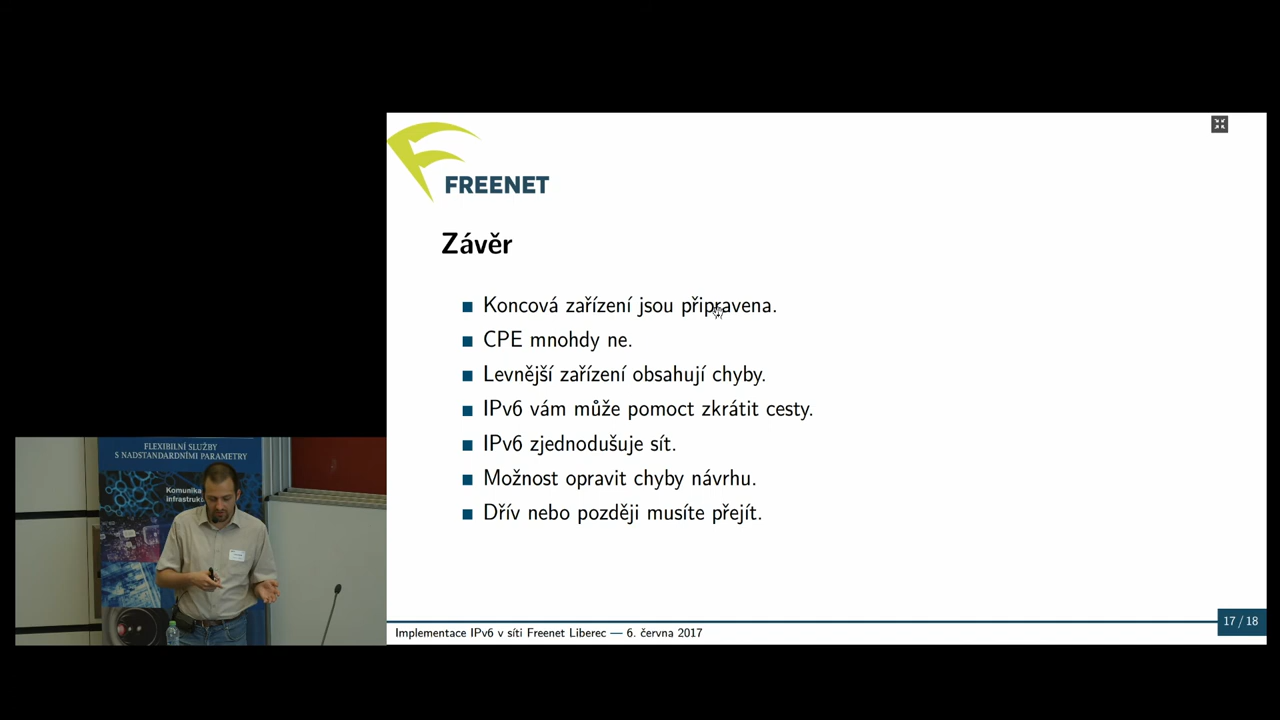 FREENET
Závěr
Koncová zařízení jsou připravena.
CPE mnohdy ne.
Levnější zařízení obsahují chyby.
IPv6 vám může pomoct zkrátit cesty.
IPv6 zjednodušuje sít.
Možnost opravit chyby návrhu.
Dřív nebo později musíte přejít.
Implementace IPv6 v síti Freenet Liberec — 6. června 2017
17 / 18
FLEXIBILNÍ SLUŽBY
S NADSTANDARDNÍMI PARAMETRY